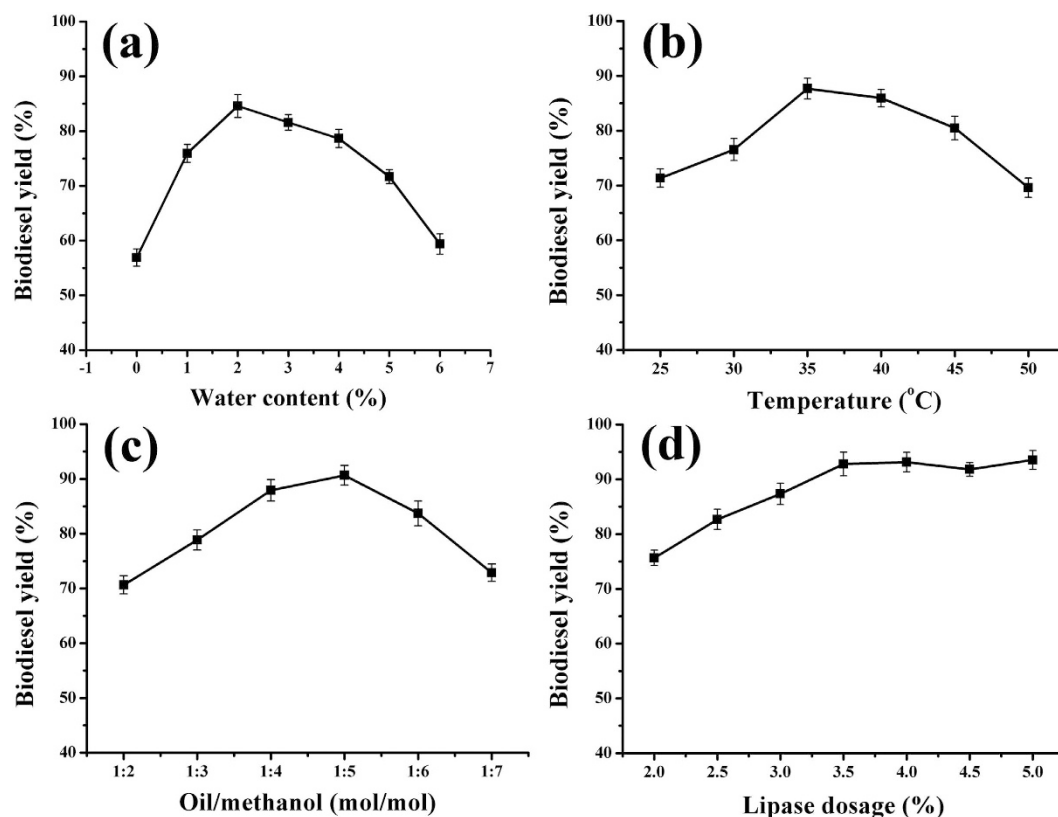 (a)
100
90
80
70
60
50
40
Biodiesel yield (%)
-1 0 1 2 3 4 5 6 7
Water content (%)
(b)
100
90
80
70
60
50
40
Biodiesel yield (%)
25 30 35 40 45 50
Temperature (°C)
(c)
100
90
80
70
60
50
40
Biodiesel yield (%)
1:2 1:3 1:4 1:5 1:6 1:7
Oil/methanol (mol/mol)
(d)
100
90
80
70
60
50
40
Biodiesel yield (%)
2.0 2.5 3.0 3.5 4.0 4.5 5.0
Lipase dosage (%)